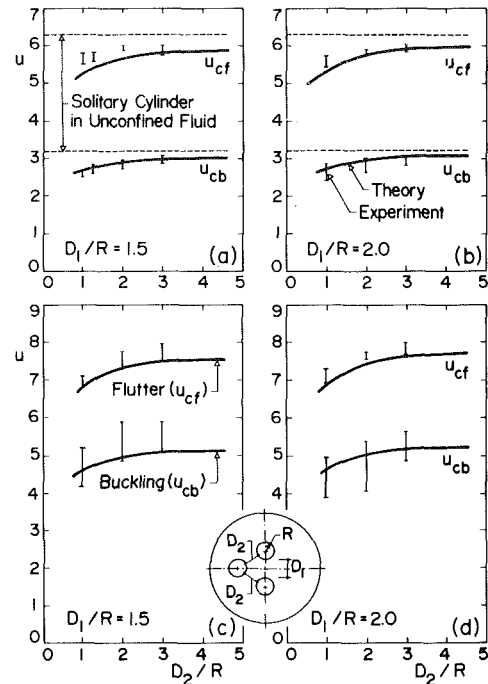 7
6
5
4
3
2
1
0
u
u_cf
Solitary Cylinder
in Unconfined Fluid
u_cb
D_1/R = 1.5
(a)
0 1 2 3 4 5
u_cf
u_cb
Theory
Experiment
D_1/R = 2.0
(b)
0 1 2 3 4 5
9
8
7
6
5
4
3
2
1
0
u
Flutter (u_cf)
Buckling (u_cb)
D_1/R = 1.5
(c)
0 1 2 3 4 5
D_2/R
u_cf
u_cb
D_1/R = 2.0
(d)
0 1 2 3 4 5
D_2/R
D_2
R
D_1
D_2